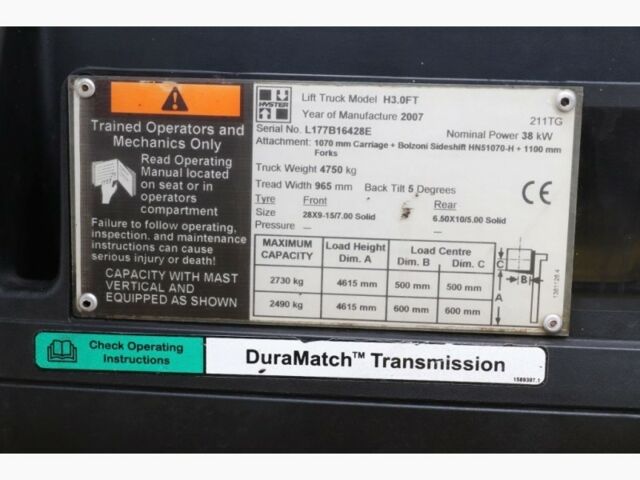 Trained Operators and
Mechanics Only
Read Operating
Manual located
on seat or in
operators
compartment
Failure to follow operating,
inspection, and maintenance
instructions can cause
serious injury or death!
CAPACITY WITH MAST
VERTICAL AND
EQUIPPED AS SHOWN
HYSTER
Lift Truck Model H3.0FT
Year of Manufacture 2007
211TG
Serial No. L177B16428E
Nominal Power 38 kW
Attachment: 1070 mm Carriage + Bolzoni Sideshift HN51070-H + 1100 mm
Forks
Truck Weight 4750 kg
Tread Width 965 mm Back Tilt 5 Degrees
CE
Tyre Front Rear
Size 28X9-15/7.00 Solid 6.50X10/5.00 Solid
Pressure — —
MAXIMUM CAPACITY Load Height Dim. A Load Centre Dim. B Dim. C
2730 kg 4615 mm 500 mm 500 mm
2490 kg 4615 mm 600 mm 600 mm
C
B
A
Check Operating
Instructions
DuraMatch™ Transmission